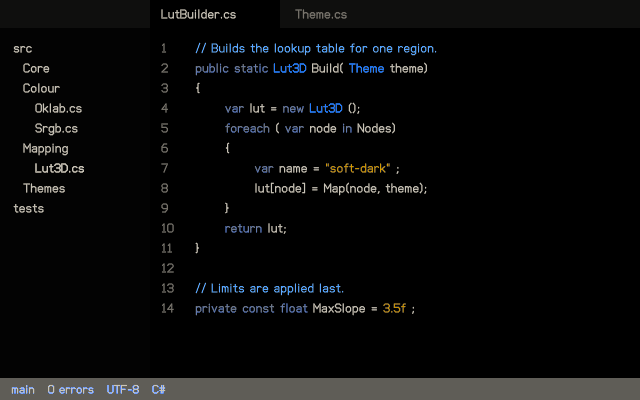 LutBuilder.cs Theme.cs
src
Core
Colour
Oklab.cs
Srgb.cs
Mapping
Lut3D.cs
Themes
tests
1 // Builds the lookup table for one region.
2 public static Lut3D Build( Theme theme)
3 {
4 var lut = new Lut3D ();
5 foreach ( var node in Nodes)
6 {
7 var name = "soft-dark" ;
8 lut[node] = Map(node, theme);
9 }
10 return lut;
11 }
12
13 // Limits are applied last.
14 private const float MaxSlope = 3.5f ;
main 0 errors UTF-8 C#